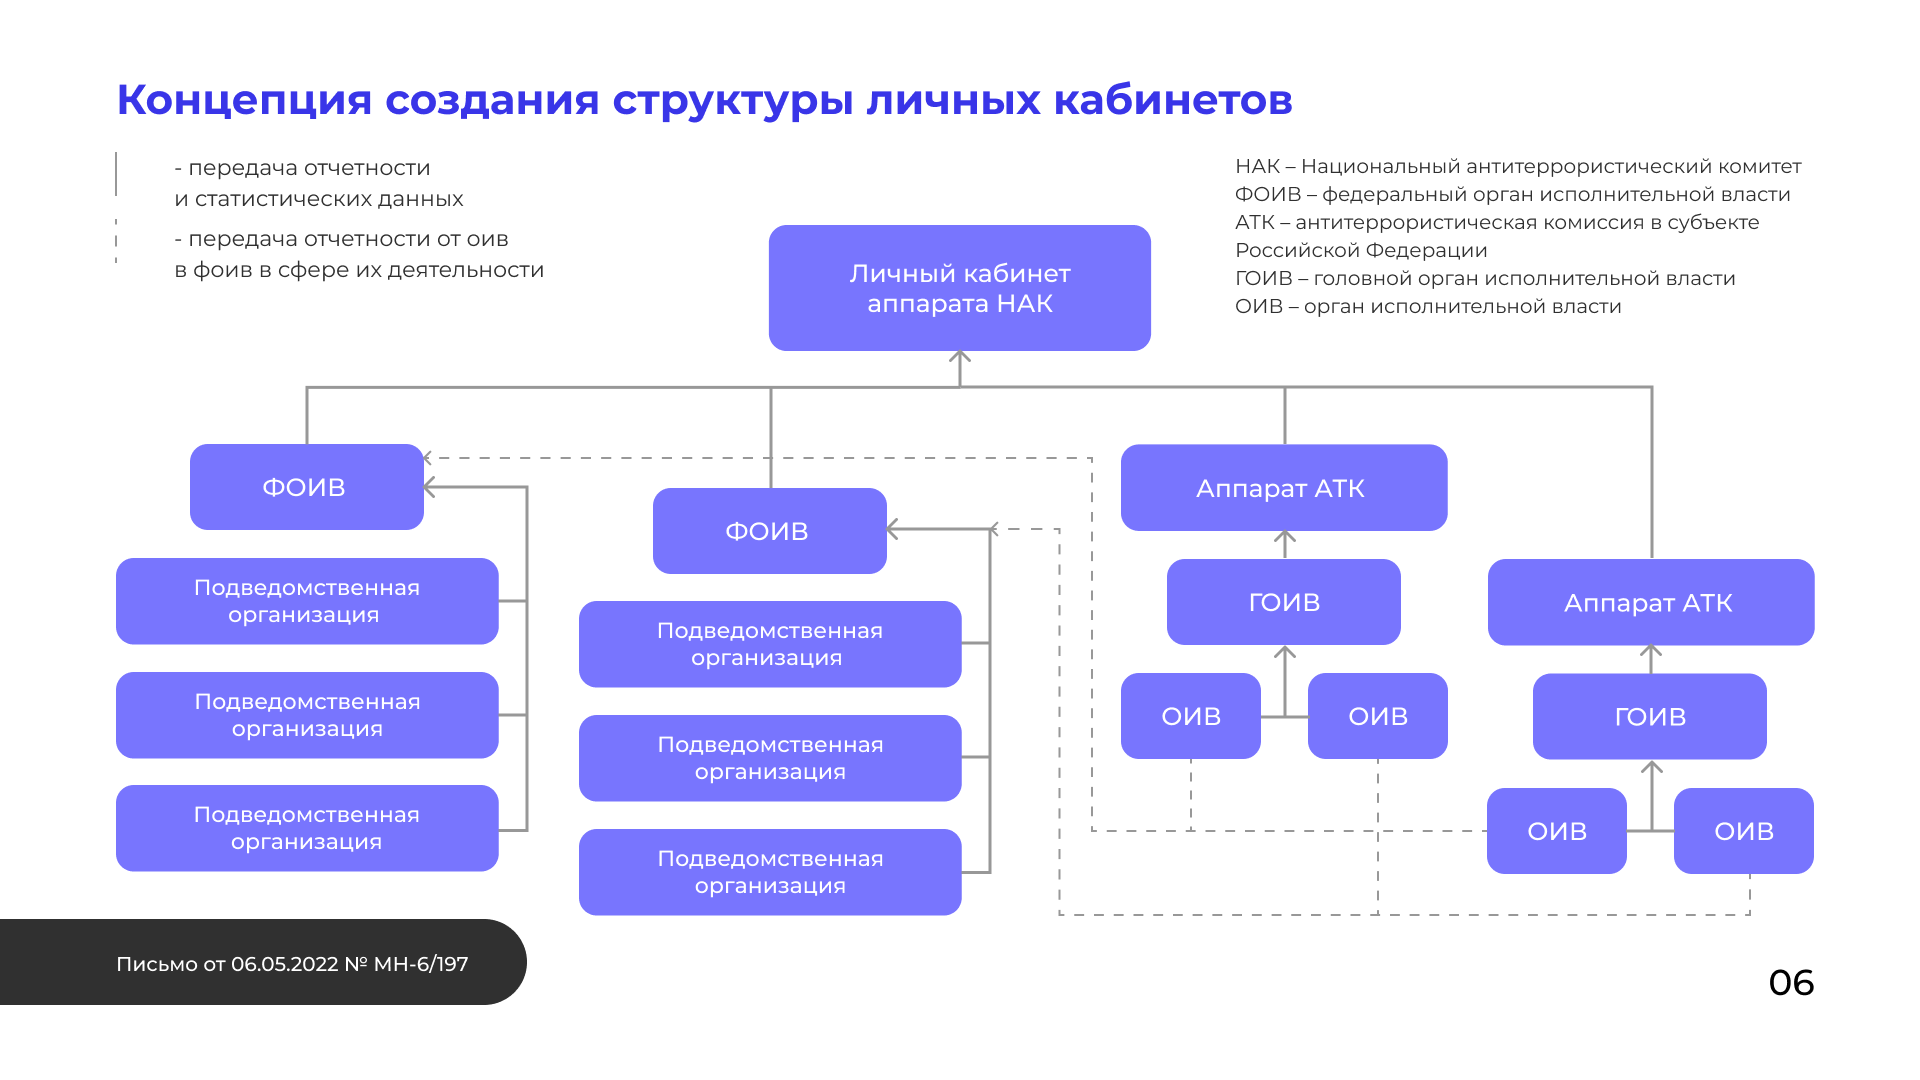 Концепция создания структуры личных кабинетов
- передача отчетности
и статистических данных
- передача отчетности от оив
в фоив в сфере их деятельности
НАК – Национальный антитеррористический комитет
ФОИВ – федеральный орган исполнительной власти
АТК – антитеррористическая комиссия в субъекте
Российской Федерации
ГОИВ – головной орган исполнительной власти
ОИВ – орган исполнительной власти
Личный кабинет
аппарата НАК
ФОИВ
Подведомственная
организация
Подведомственная
организация
Подведомственная
организация
ФОИВ
Подведомственная
организация
Подведомственная
организация
Подведомственная
организация
Аппарат АТК
ГОИВ
ОИВ
ОИВ
Аппарат АТК
ГОИВ
ОИВ
ОИВ
Письмо от 06.05.2022 № МН-6/197
06